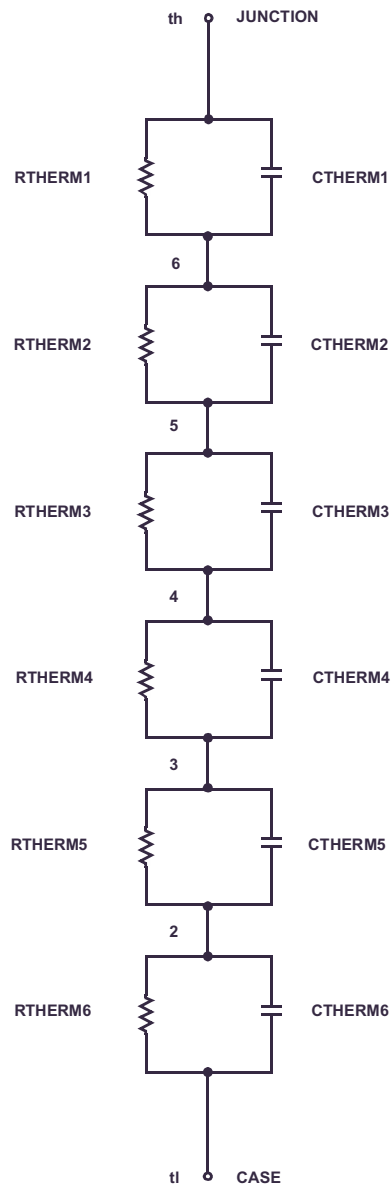 th JUNCTION
RTHERM1 CTHERM1
6
RTHERM2 CTHERM2
5
RTHERM3 CTHERM3
4
RTHERM4 CTHERM4
3
RTHERM5 CTHERM5
2
RTHERM6 CTHERM6
tl CASE